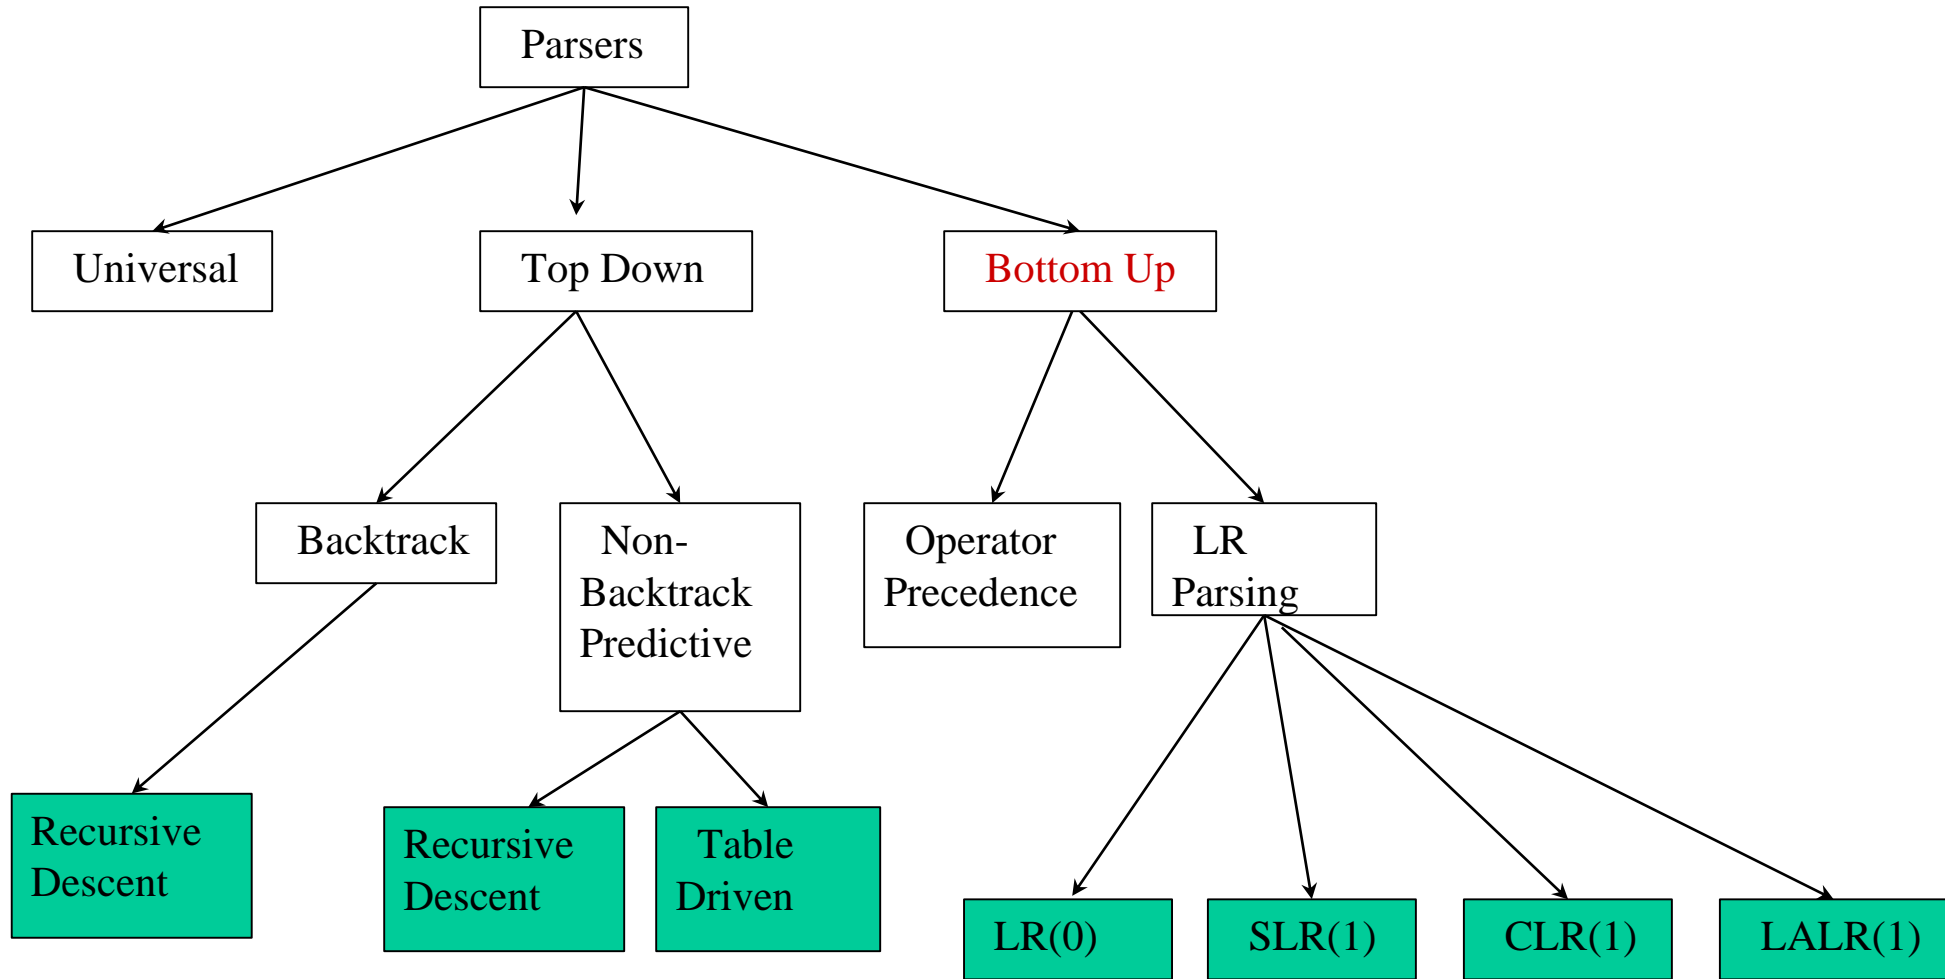 Parsers
Universal
Top Down
Bottom Up
Backtrack
Non-
Backtrack
Predictive
Operator
Precedence
LR
Parsing
Recursive
Descent
Recursive
Descent
Table
Driven
LR(0)
SLR(1)
CLR(1)
LALR(1)